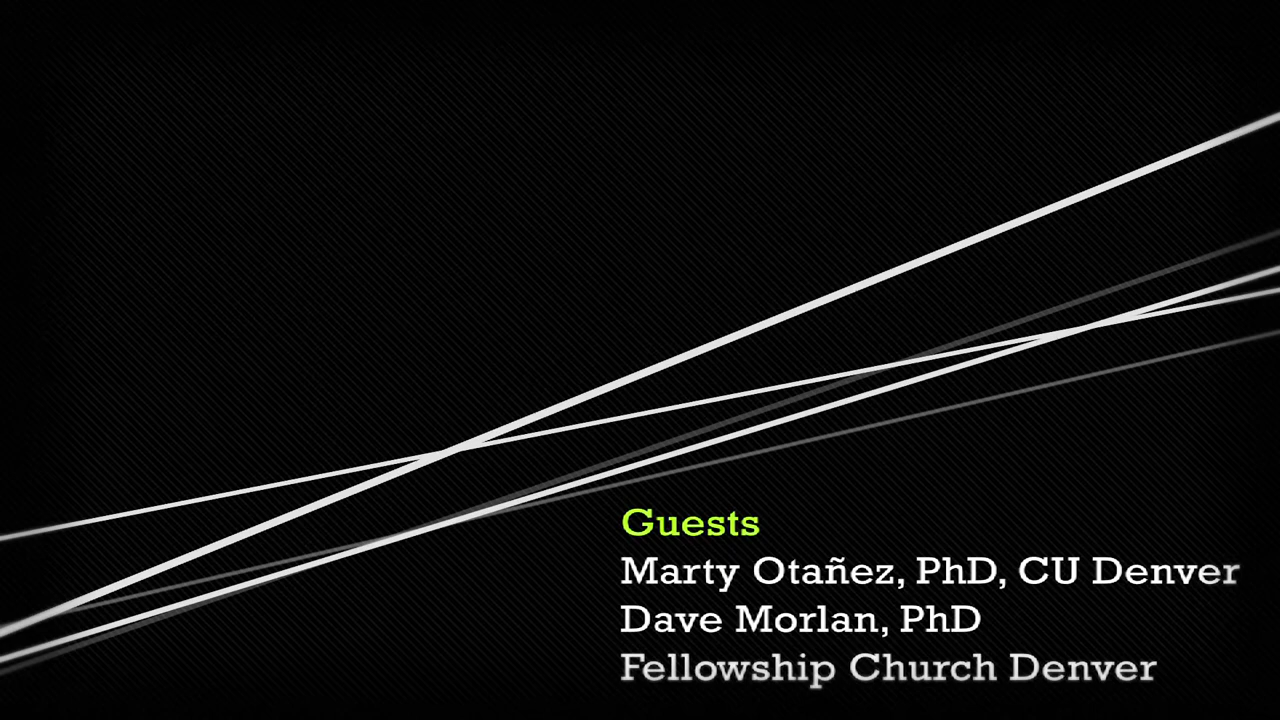 Guests
Marty Otañez, PhD, CU Denver
Dave Morlan, PhD
Fellowship Church Denver